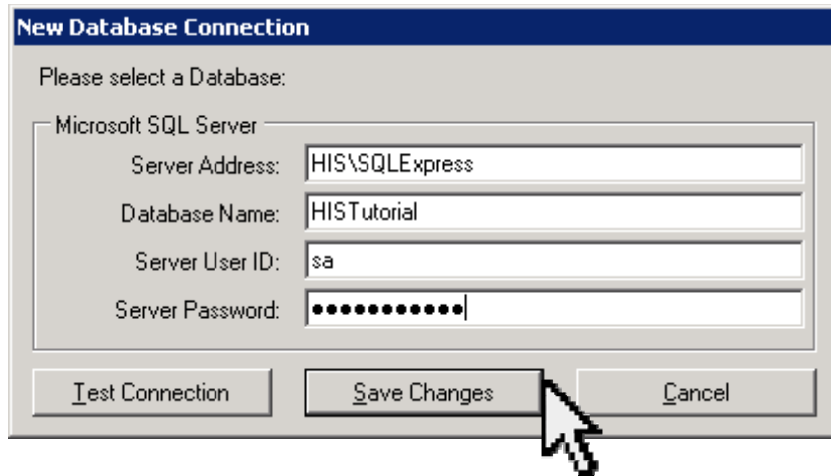 New Database Connection
Please select a Database:
Microsoft SQL Server
Server Address: HIS\SQLExpress
Database Name: HISTutorial
Server User ID: sa
Server Password: ●●●●●●●●●●●
Test Connection Save Changes Cancel